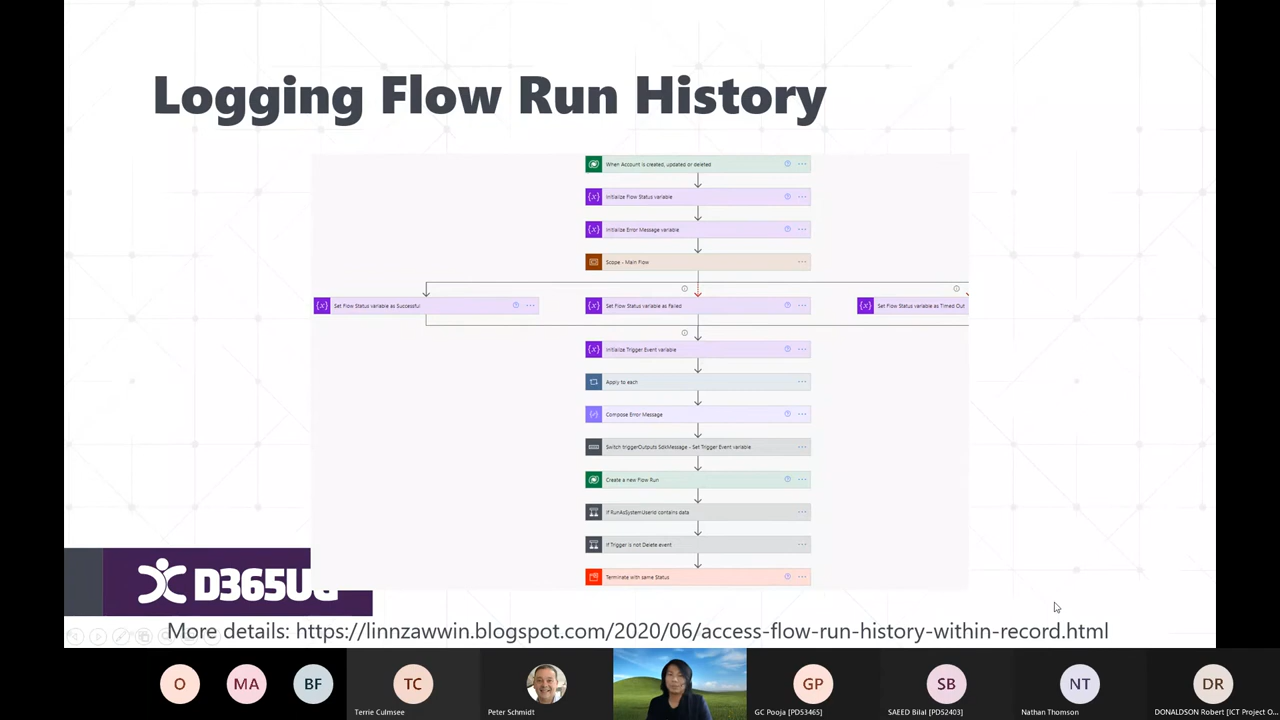 Logging Flow Run History
When Account is created, updated or deleted
Initialize Flow Status variable
Initialize Error Message variable
Scope - Main Flow
Set Flow Status variable as Successful
Set Flow Status variable as Failed
Set Flow Status variable as Timed Out
Initialize Trigger Event variable
Apply to each
Compose Error Message
Switch triggerOutputs SdkMessage - Set Trigger Event variable
Create a new Flow Run
If RunAsSystemUserId contains data
If Trigger is not Delete event
Terminate with same Status
D365UG
More details: https://linnzawwin.blogspot.com/2020/06/access-flow-run-history-within-record.html
O
MA
BF
TC
GP
SB
NT
DR
Terrie Culmsee
Peter Schmidt
GC Pooja [PD53465]
SAEED Bilal [PD52403]
Nathan Thomson
DONALDSON Robert [ICT Project O...